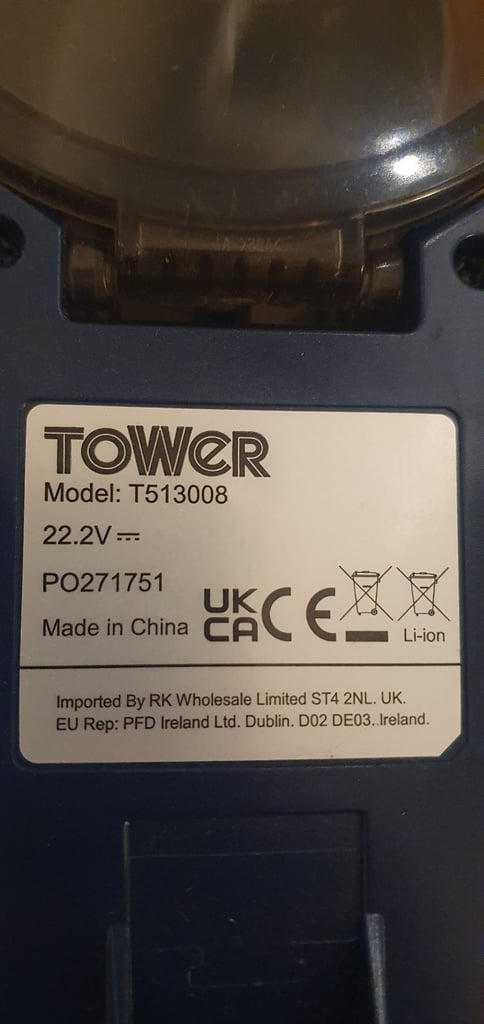 TOWER
Model: T513008
22.2V⎓
PO271751
Made in China
UK
CA
CE
Li-ion
Imported By RK Wholesale Limited ST4 2NL. UK.
EU Rep: PFD Ireland Ltd. Dublin. D02 DE03. Ireland.